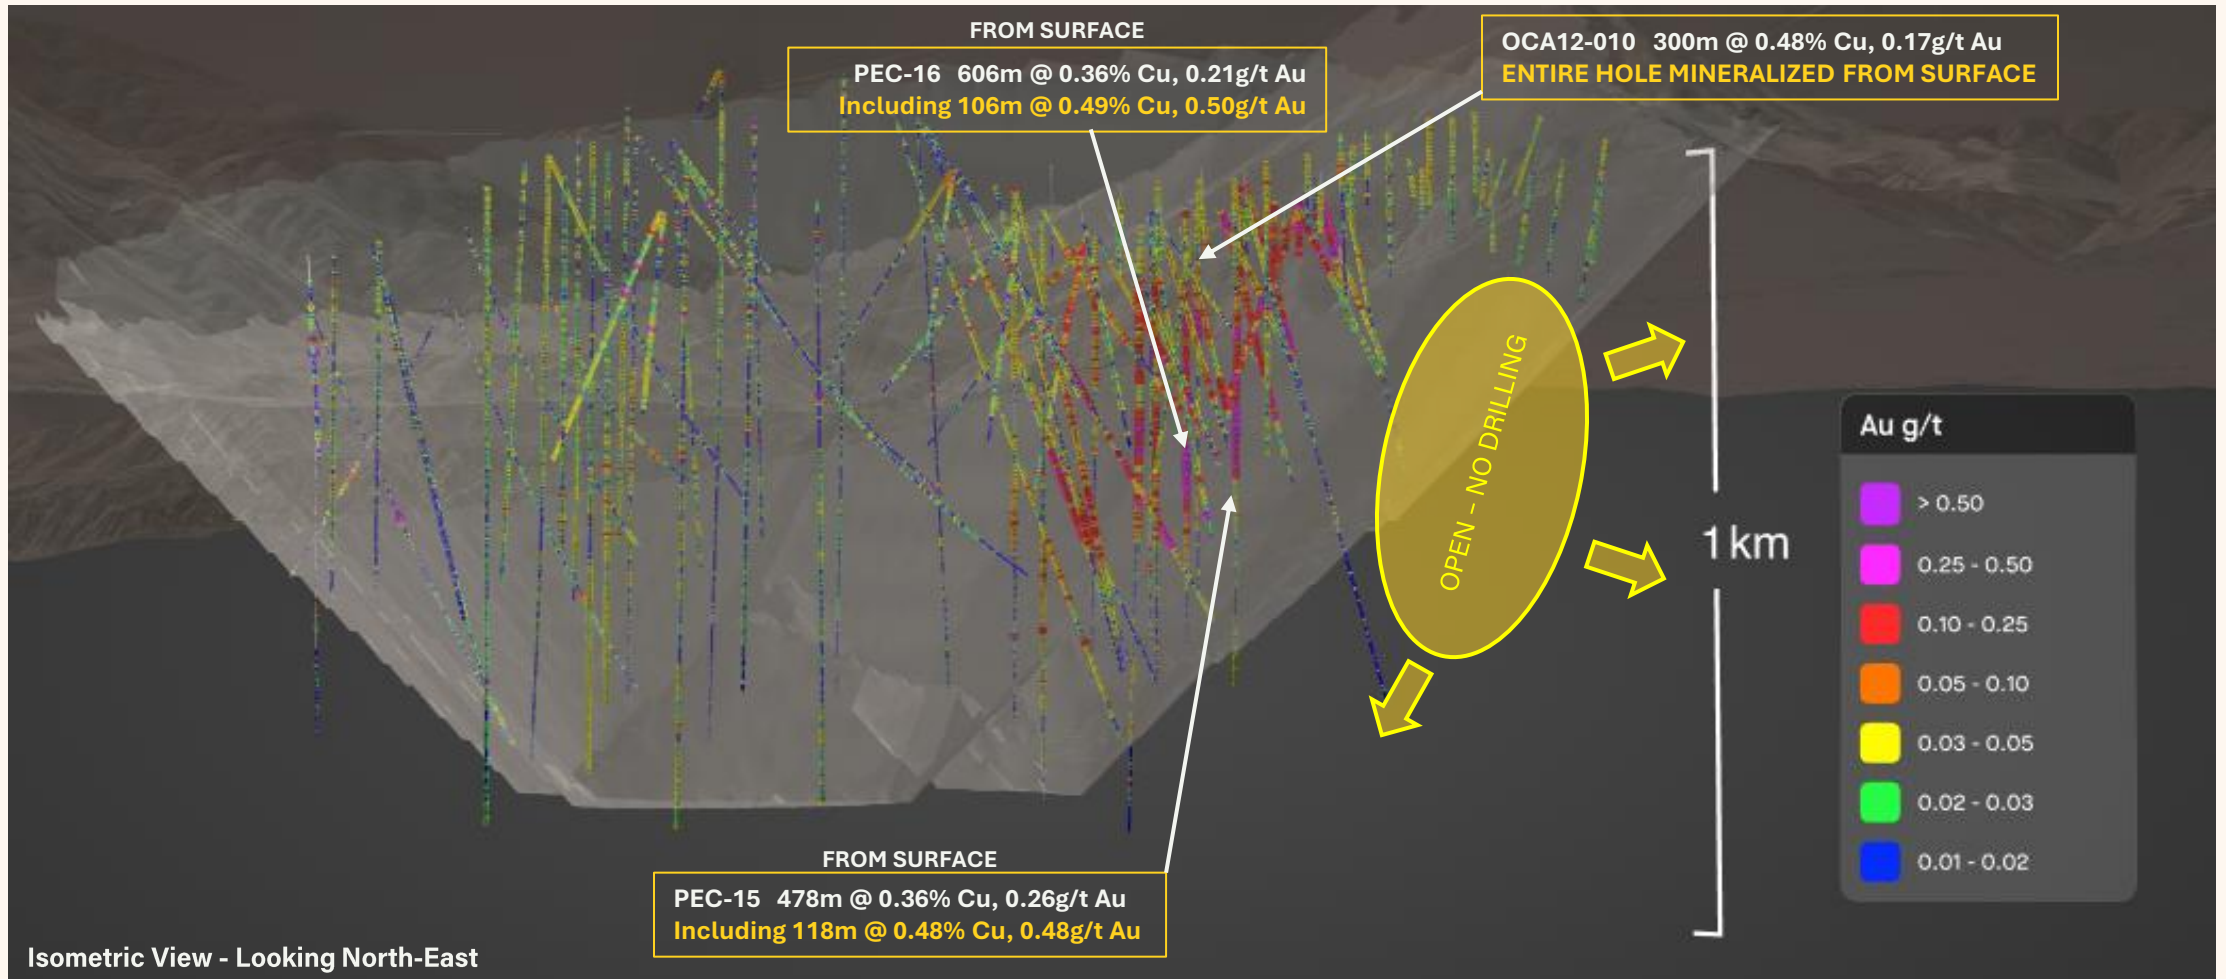 FROM SURFACE
PEC-16 606m @ 0.36% Cu, 0.21g/t Au
Including 106m @ 0.49% Cu, 0.50g/t Au
OCA12-010 300m @ 0.48% Cu, 0.17g/t Au
ENTIRE HOLE MINERALIZED FROM SURFACE
OPEN – NO DRILLING
1 km
Au g/t
> 0.50
0.25 - 0.50
0.10 - 0.25
0.05 - 0.10
0.03 - 0.05
0.02 - 0.03
0.01 - 0.02
FROM SURFACE
PEC-15 478m @ 0.36% Cu, 0.26g/t Au
Including 118m @ 0.48% Cu, 0.48g/t Au
Isometric View - Looking North-East